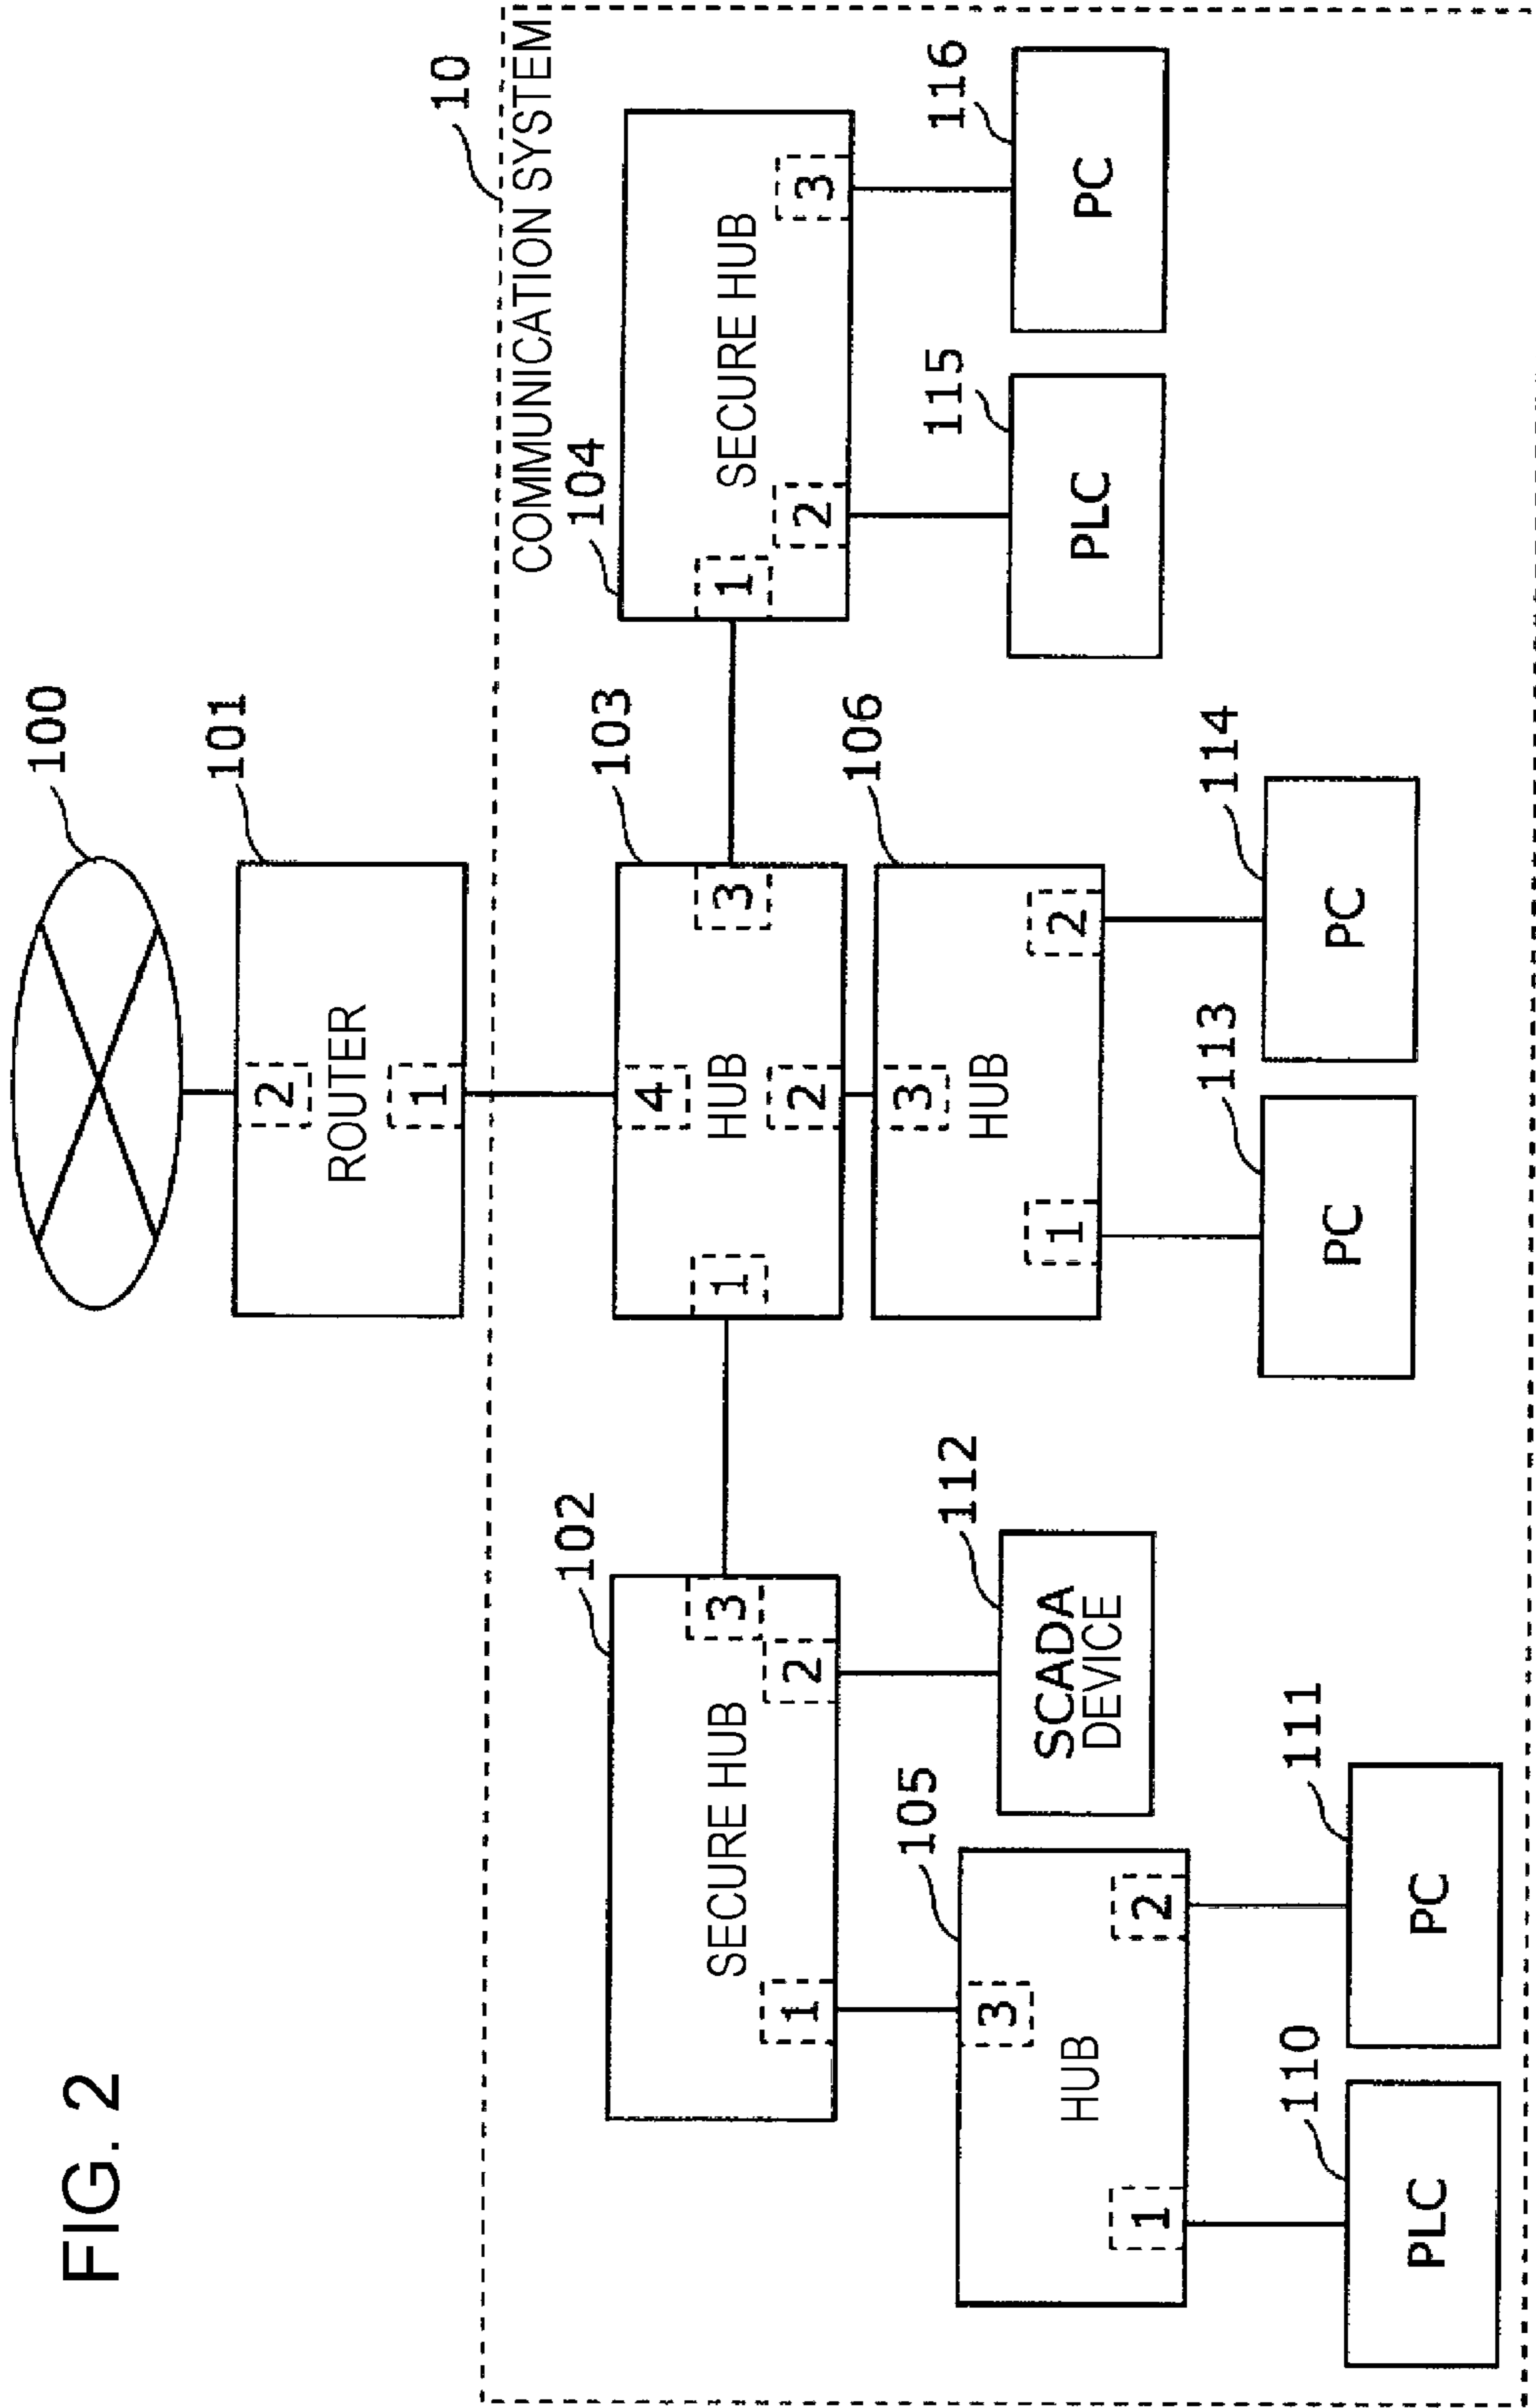 FIG. 2
100
101
2
ROUTER
1
10
COMMUNICATION SYSTEM
102
SECURE HUB
3
2
1
103
4
HUB
1
2
3
104
SECURE HUB
1
2
3
105
3
HUB
1
2
112
SCADA
DEVICE
106
3
HUB
1
2
115
PLC
116
PC
110
PLC
111
PC
113
PC
114
PC